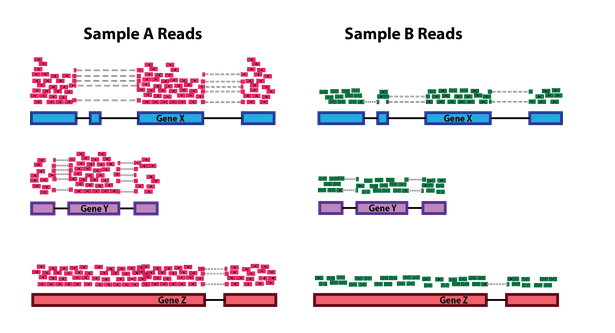 Sample A Reads
Sample B Reads
Gene X
Gene X
Gene Y
Gene Y
Gene Z
Gene Z